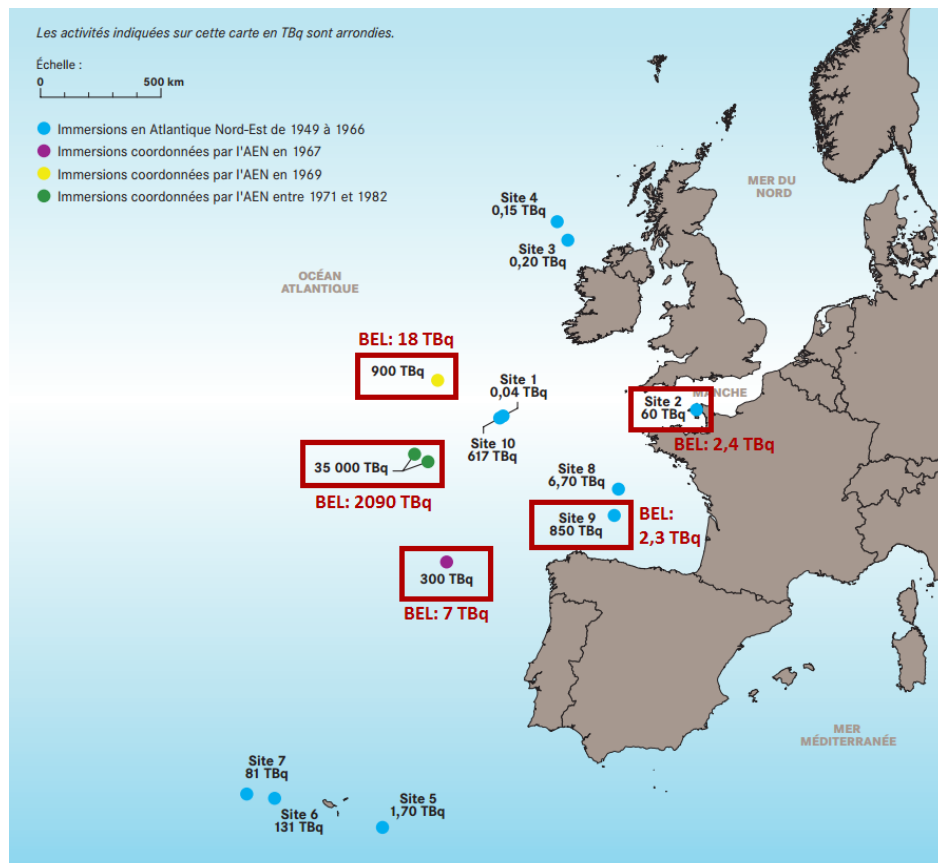 Les activités indiquées sur cette carte en TBq sont arrondies.
Échelle :
0 500 km
Immersions en Atlantique Nord-Est de 1949 à 1966
Immersions coordonnées par l'AEN en 1967
Immersions coordonnées par l'AEN en 1969
Immersions coordonnées par l'AEN entre 1971 et 1982
MER DU
NORD
Site 4
0,15 TBq
Site 3
0,20 TBq
OCÉAN
ATLANTIQUE
BEL: 18 TBq
900 TBq
Site 1
0,04 TBq
MANCHE
Site 2
60 TBq
BEL: 2,4 TBq
Site 10
617 TBq
35 000 TBq
BEL: 2090 TBq
Site 8
6,70 TBq
Site 9
850 TBq
BEL:
2,3 TBq
300 TBq
BEL: 7 TBq
MER
MÉDITERRANÉE
Site 7
81 TBq
Site 6
131 TBq
Site 5
1,70 TBq